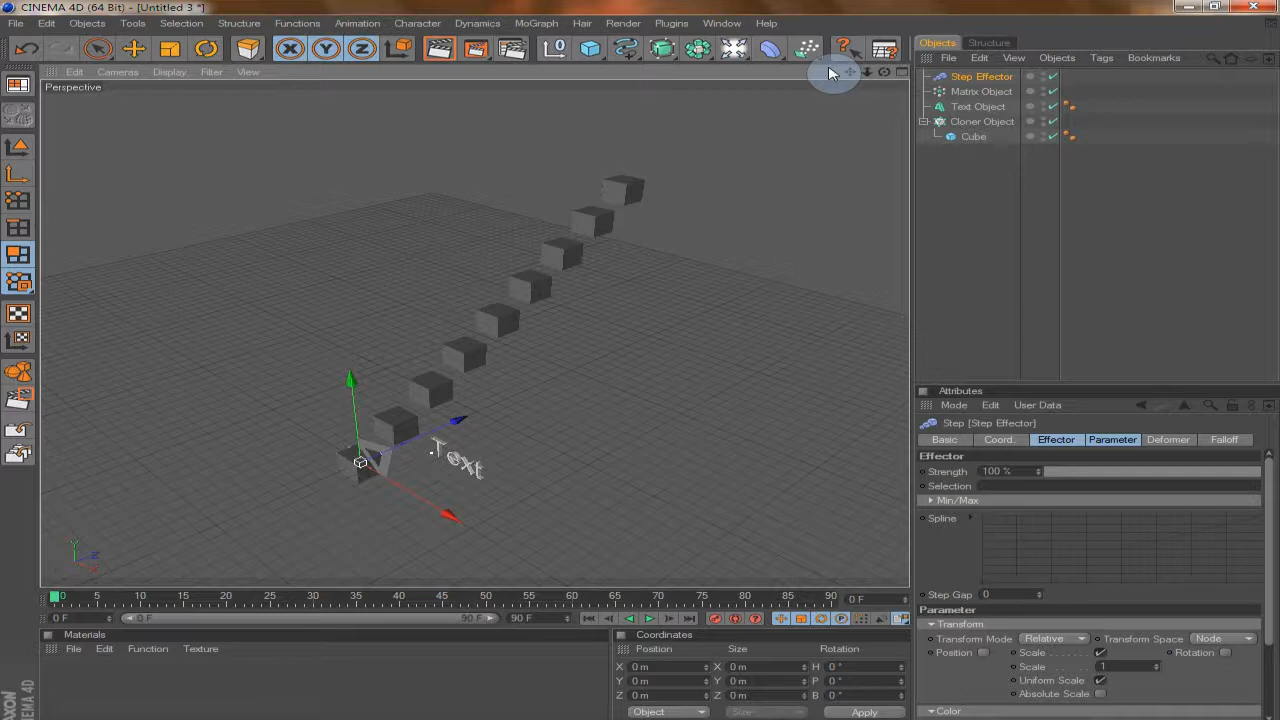 CINEMA 4D (64 Bit) - [Untitled 3 *]
File Edit Objects Tools Selection Structure Functions Animation Character Dynamics MoGraph Hair Render Plugins Window Help
Objects Structure
File Edit View Objects Tags Bookmarks
Edit Cameras Display Filter View
Perspective
Step Effector
Matrix Object
Text Object
Cloner Object
Cube
Text
Y
Z
X
Attributes
Mode Edit User Data
Step [Step Effector]
Basic Coord. Effector Parameter Deformer Falloff
Effector
Strength 100 %
Selection
Min/Max
Spline
Step Gap 0
Parameter
Transform
Transform Mode Relative Transform Space Node
Position Scale Rotation
Scale 1
Uniform Scale
Absolute Scale
Color
0 5 10 15 20 25 30 35 40 45 50 55 60 65 70 75 80 85 90 0 F
0 F 0 F 90 F 90 F
Materials
File Edit Function Texture
Coordinates
Position Size Rotation
X 0 m X 0 m H 0 °
Y 0 m Y 0 m P 0 °
Z 0 m Z 0 m B 0 °
Object Size Apply
MAXON
CINEMA 4D